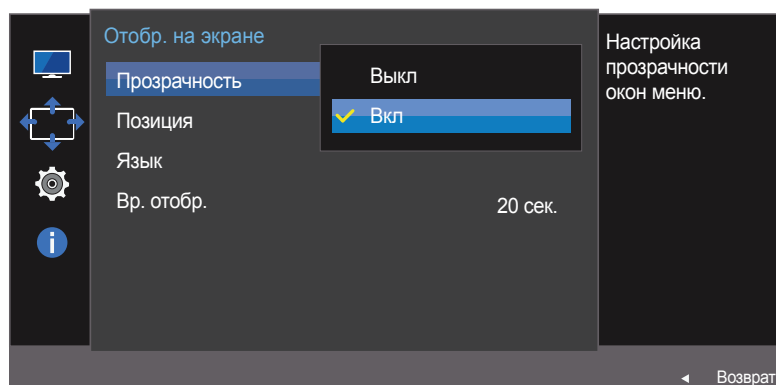 Отобр. на экране
Прозрачность
Выкл
Вкл
Позиция
Язык
Вр. отобр.
20 сек.
Настройка
прозрачности
окон меню.
Возврат